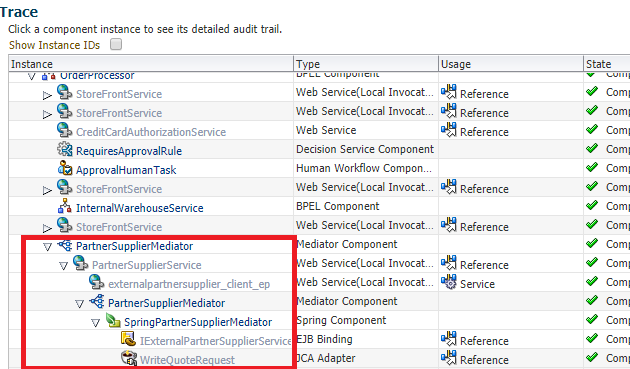 Trace
Click a component instance to see its detailed audit trail.
Show Instance IDs
Instance Type Usage State
OrderProcessor BPEL Component Comp
StoreFrontService Web Service(Local Invocat... Reference Comp
StoreFrontService Web Service(Local Invocat... Reference Comp
CreditCardAuthorizationService Web Service Reference Comp
RequiresApprovalRule Decision Service Component Comp
ApprovalHumanTask Human Workflow Compon... Comp
StoreFrontService Web Service(Local Invocat... Reference Comp
InternalWarehouseService BPEL Component Comp
StoreFrontService Web Service(Local Invocat... Reference Comp
PartnerSupplierMediator Mediator Component Comp
PartnerSupplierService Web Service(Local Invocat... Reference Comp
externalpartnersupplier_client_ep Web Service(Local Invocat... Service Comp
PartnerSupplierMediator Mediator Component Comp
SpringPartnerSupplierMediator Spring Component Comp
IExternalPartnerSupplierService EJB Binding Reference Comp
WriteQuoteRequest JCA Adapter Reference Comp